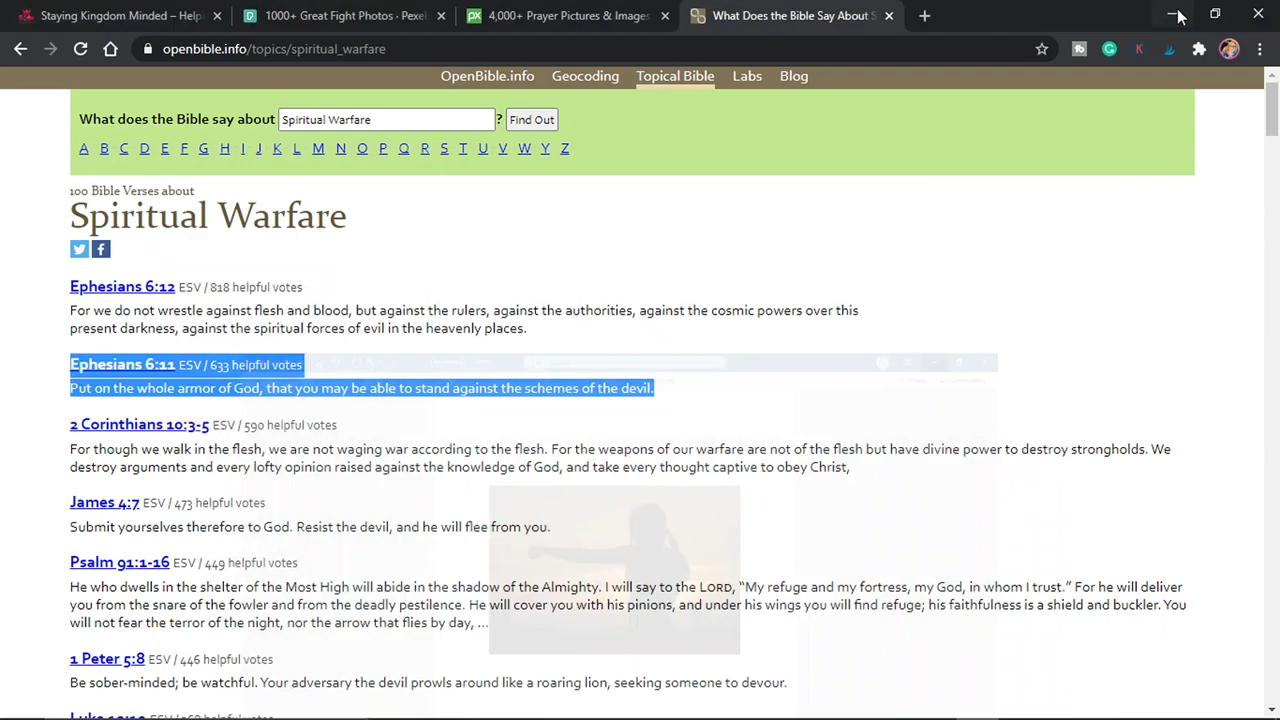 Staying Kingdom Minded – Help
1000+ Great Fight Photos · Pexel
4,000+ Prayer Pictures & Images
What Does the Bible Say About S
openbible.info/topics/spiritual_warfare
OpenBible.info Geocoding Topical Bible Labs Blog
What does the Bible say about Spiritual Warfare ? Find Out
A B C D E F G H I J K L M N O P Q R S T U V W Y Z
100 Bible Verses about
Spiritual Warfare
Ephesians 6:12 ESV / 818 helpful votes
For we do not wrestle against flesh and blood, but against the rulers, against the authorities, against the cosmic powers over this
present darkness, against the spiritual forces of evil in the heavenly places.
Ephesians 6:11 ESV / 633 helpful votes
Put on the whole armor of God, that you may be able to stand against the schemes of the devil.
2 Corinthians 10:3-5 ESV / 590 helpful votes
For though we walk in the flesh, we are not waging war according to the flesh. For the weapons of our warfare are not of the flesh but have divine power to destroy strongholds. We
destroy arguments and every lofty opinion raised against the knowledge of God, and take every thought captive to obey Christ,
James 4:7 ESV / 473 helpful votes
Submit yourselves therefore to God. Resist the devil, and he will flee from you.
Psalm 91:1-16 ESV / 449 helpful votes
He who dwells in the shelter of the Most High will abide in the shadow of the Almighty. I will say to the LORD, “My refuge and my fortress, my God, in whom I trust.” For he will deliver
you from the snare of the fowler and from the deadly pestilence. He will cover you with his pinions, and under his wings you will find refuge; his faithfulness is a shield and buckler. You
will not fear the terror of the night, nor the arrow that flies by day, ...
1 Peter 5:8 ESV / 446 helpful votes
Be sober-minded; be watchful. Your adversary the devil prowls around like a roaring lion, seeking someone to devour.